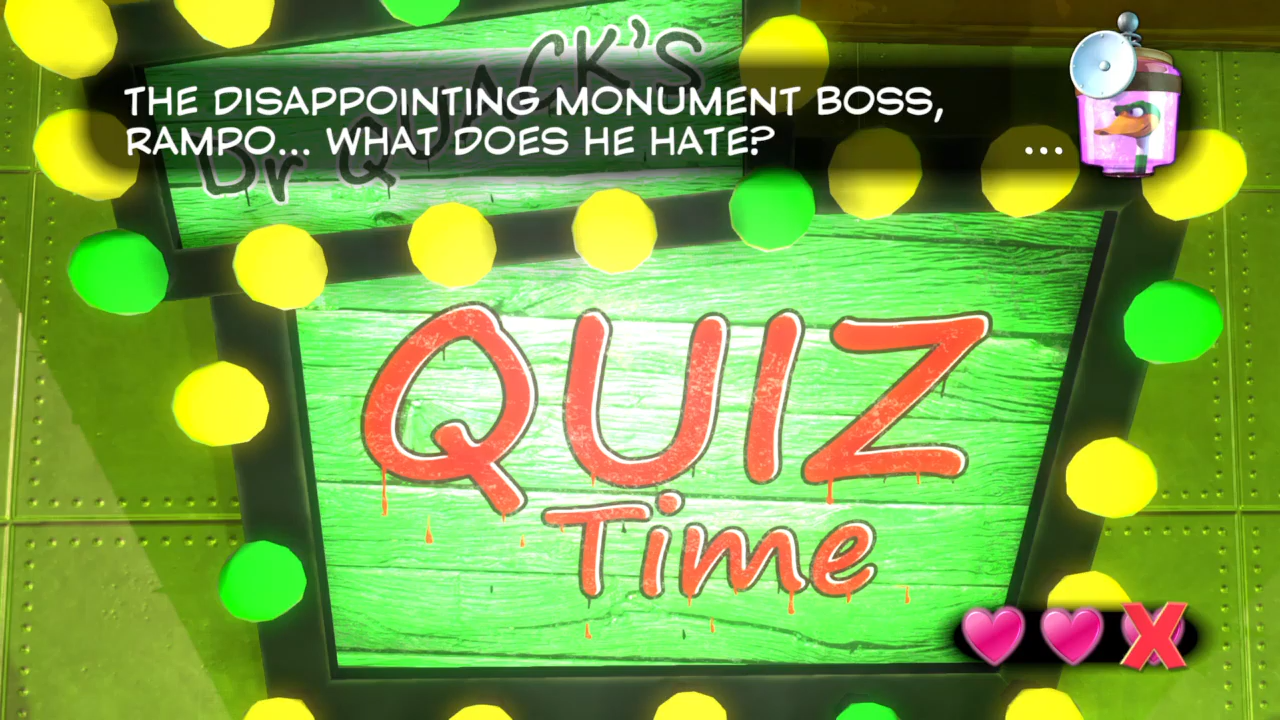 Dr QUACK'S
THE DISAPPOINTING MONUMENT BOSS,
RAMPO... WHAT DOES HE HATE?
...
QUIZ
Time
X